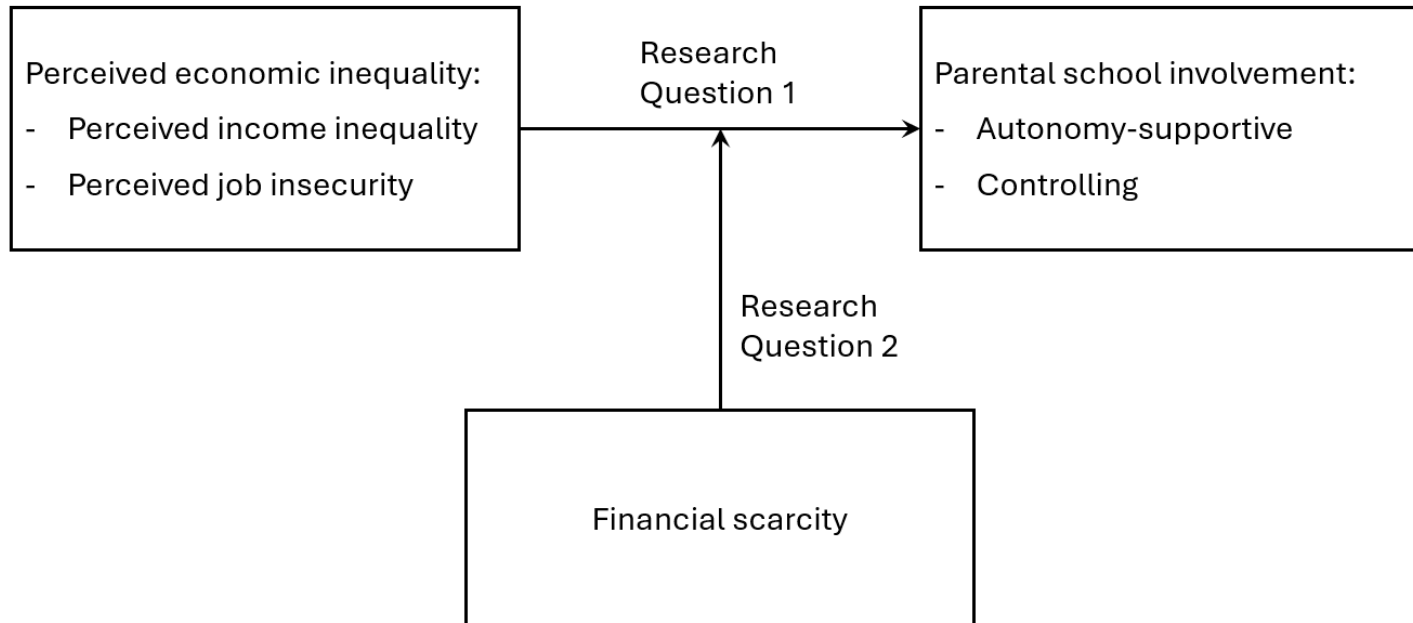 Perceived economic inequality:
- Perceived income inequality
- Perceived job insecurity
Research
Question 1
Parental school involvement:
- Autonomy-supportive
- Controlling
Research
Question 2
Financial scarcity